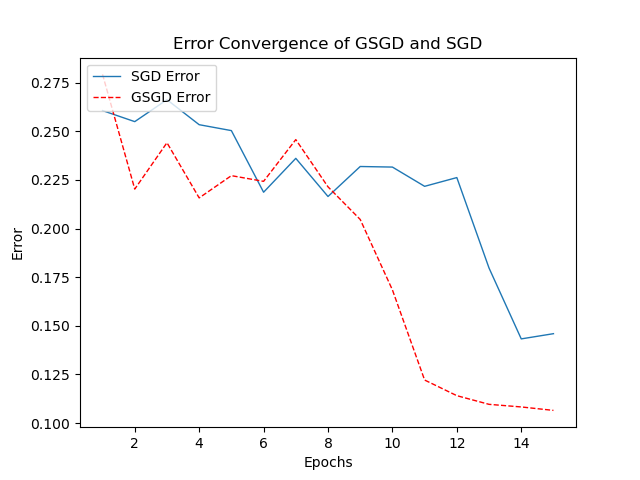 Error Convergence of GSGD and SGD
SGD Error
GSGD Error
0.275
0.250
0.225
0.200
0.175
0.150
0.125
0.100
Error
2 4 6 8 10 12 14
Epochs